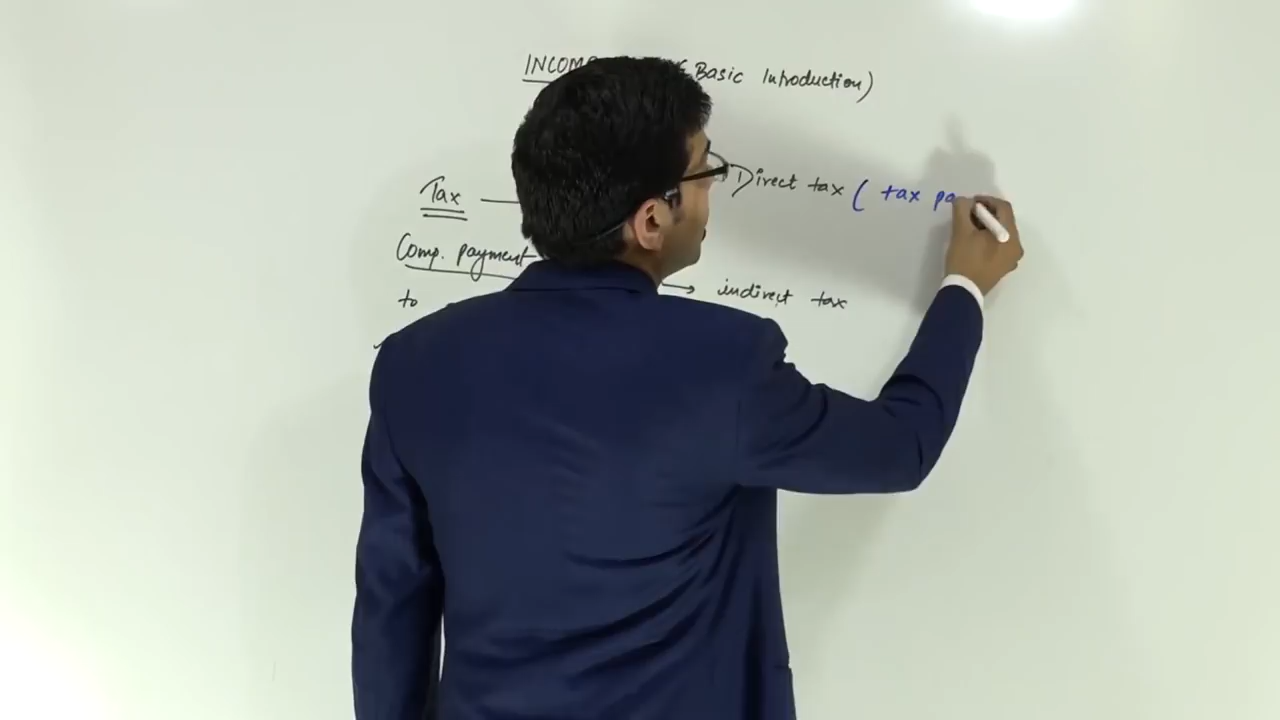 INCOM (Basic Introduction)
Tax Direct tax ( tax pa
Comp. payment
to indirect tax